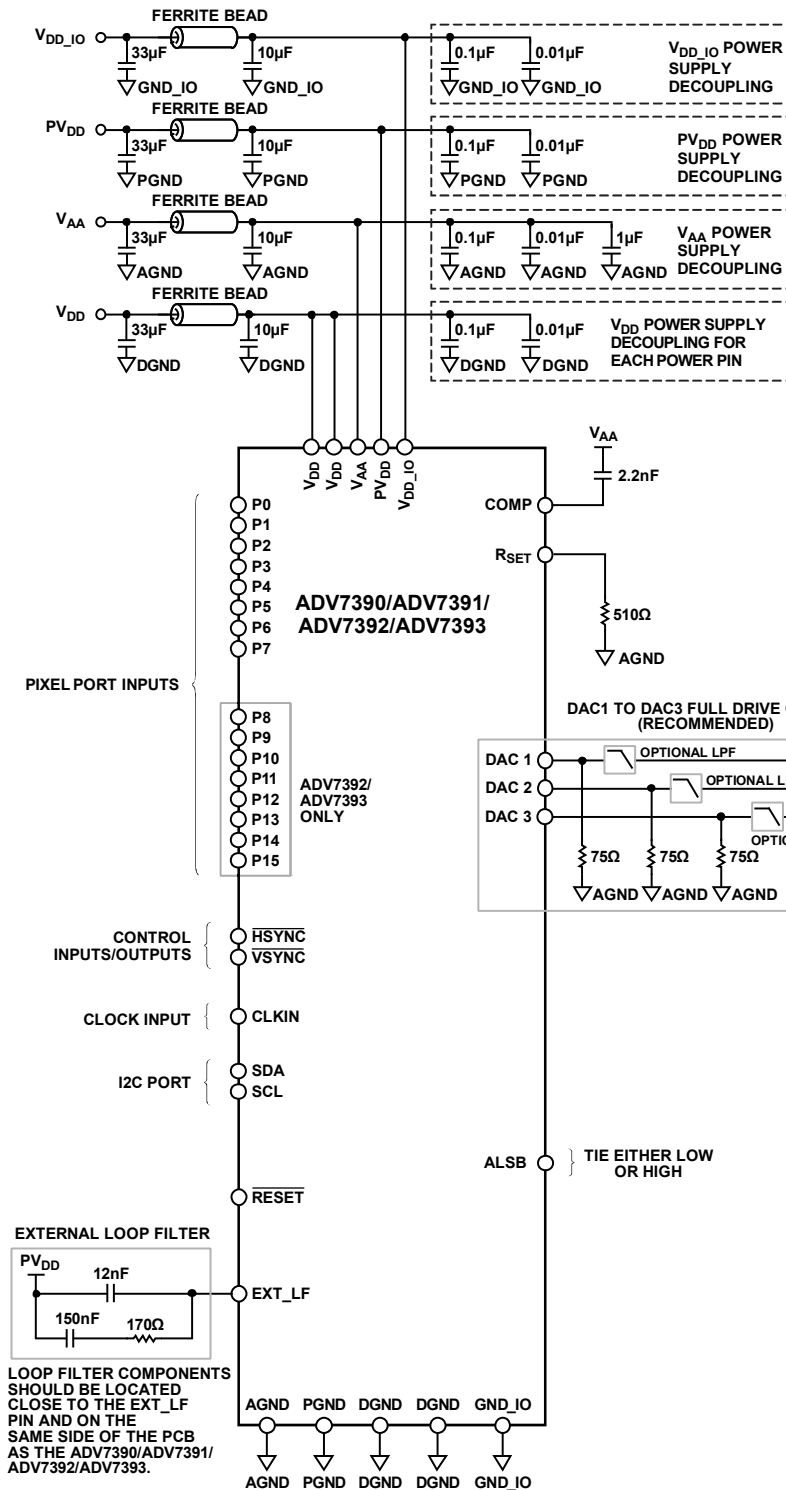 FERRITE BEAD
VDD_IO
33µF
10µF
0.1µF
0.01µF
GND_IO
GND_IO
GND_IO
GND_IO
VDD_IO POWER
SUPPLY
DECOUPLING
FERRITE BEAD
PVDD
33µF
10µF
0.1µF
0.01µF
PGND
PGND
PGND
PGND
PVDD POWER
SUPPLY
DECOUPLING
FERRITE BEAD
VAA
33µF
10µF
0.1µF
0.01µF
1µF
AGND
AGND
AGND
AGND
AGND
VAA POWER
SUPPLY
DECOUPLING
FERRITE BEAD
VDD
33µF
10µF
0.1µF
0.01µF
DGND
DGND
DGND
DGND
VDD POWER SUPPLY
DECOUPLING FOR
EACH POWER PIN
VDD
VDD
VAA
PVDD
VDD_IO
VAA
2.2nF
COMP
RSET
510Ω
AGND
P0
P1
P2
P3
P4
P5
P6
P7
ADV7390/ADV7391/
ADV7392/ADV7393
PIXEL PORT INPUTS
P8
P9
P10
P11
P12
P13
P14
P15
ADV7392/
ADV7393
ONLY
DAC1 TO DAC3 FULL DRIVE
(RECOMMENDED)
DAC 1
OPTIONAL LPF
DAC 2
OPTIONAL
DAC 3
75Ω
75Ω
75Ω
AGND
AGND
AGND
CONTROL
INPUTS/OUTPUTS
HSYNC
VSYNC
CLOCK INPUT
CLKIN
I2C PORT
SDA
SCL
ALSB
TIE EITHER LOW
OR HIGH
RESET
EXTERNAL LOOP FILTER
PVDD
12nF
150nF
170Ω
EXT_LF
LOOP FILTER COMPONENTS
SHOULD BE LOCATED
CLOSE TO THE EXT_LF
PIN AND ON THE
SAME SIDE OF THE PCB
AS THE ADV7390/ADV7391/
ADV7392/ADV7393.
AGND PGND DGND DGND GND_IO
AGND PGND DGND DGND GND_IO